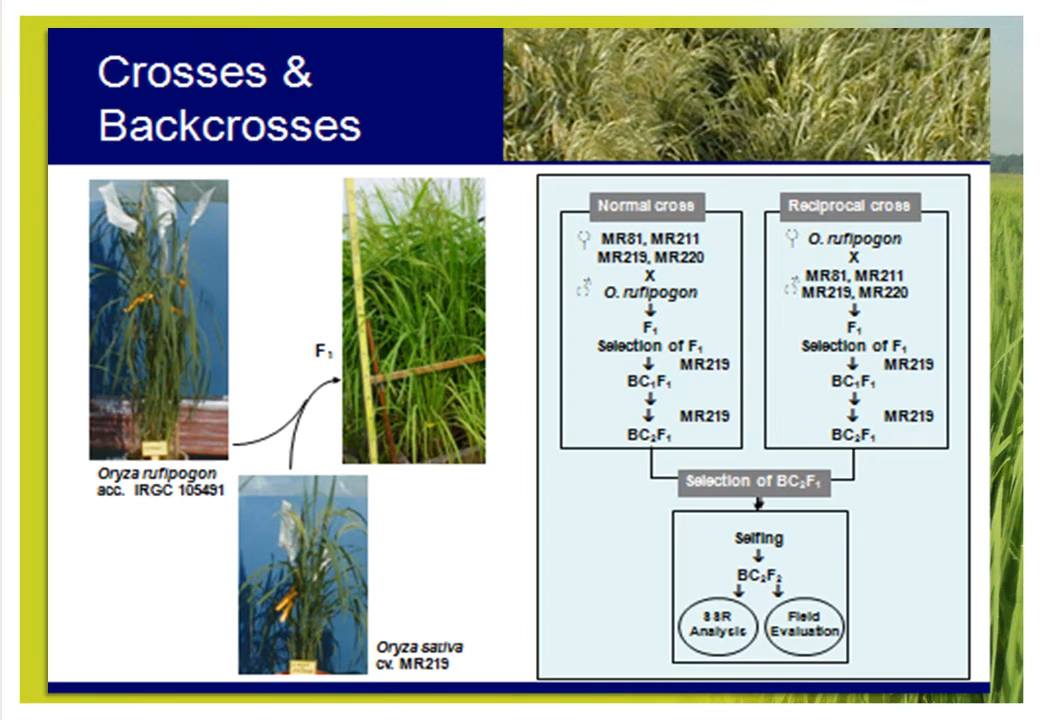 Crosses &
Backcrosses
F₁
Oryza rufipogon
acc. IRGC 105491
Oryza sativa
cv. MR219
Normal cross
MR81, MR211
MR219, MR220
X
O. rufipogon
F₁
Selection of F₁
MR219
BC₁F₁
MR219
BC₂F₁
Reciprocal cross
O. rufipogon
X
MR81, MR211
MR219, MR220
F₁
Selection of F₁
MR219
BC₁F₁
MR219
BC₂F₁
Selection of BC₂F₁
Selfing
BC₂F₂
SSR
Analysis
Field
Evaluation